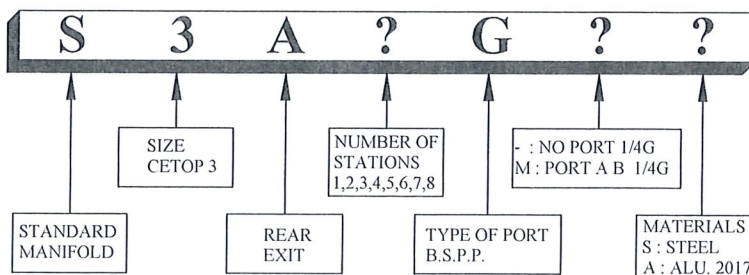 S 3 A ? G ? ?
SIZE
CETOP 3
NUMBER OF
STATIONS
1,2,3,4,5,6,7,8
- : NO PORT 1/4G
M : PORT A B 1/4G
STANDARD
MANIFOLD
REAR
EXIT
TYPE OF PORT
B.S.P.P.
MATERIALS
S : STEEL
A : ALU. 2017